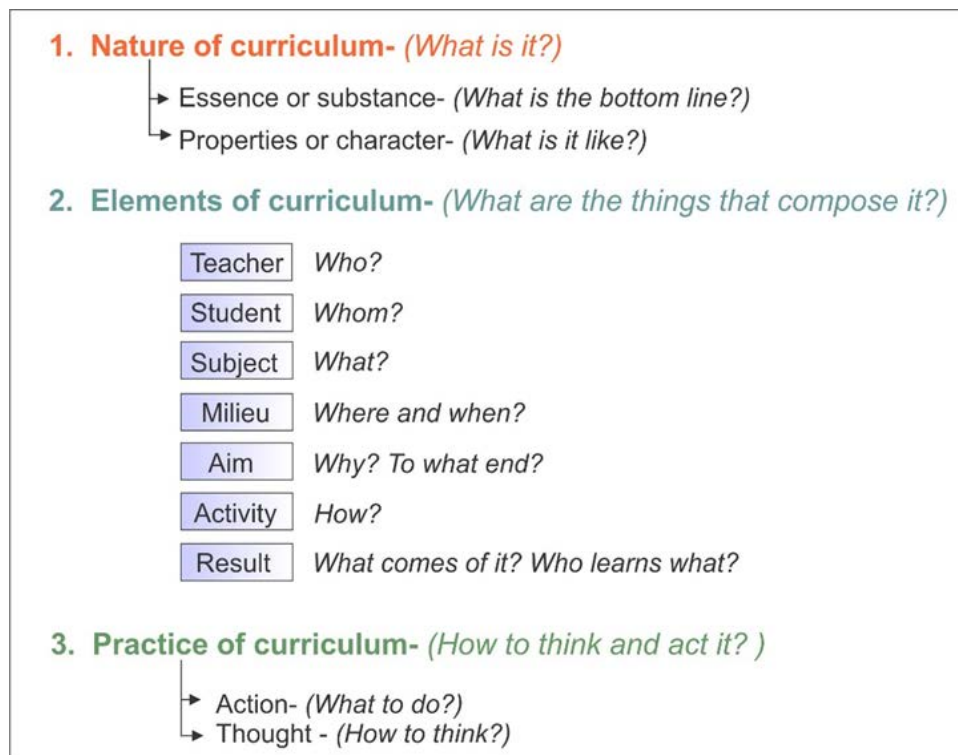 1. Nature of curriculum- (What is it?)
Essence or substance- (What is the bottom line?)
Properties or character- (What is it like?)
2. Elements of curriculum- (What are the things that compose it?)
Teacher Who?
Student Whom?
Subject What?
Milieu Where and when?
Aim Why? To what end?
Activity How?
Result What comes of it? Who learns what?
3. Practice of curriculum- (How to think and act it? )
Action- (What to do?)
Thought - (How to think?)